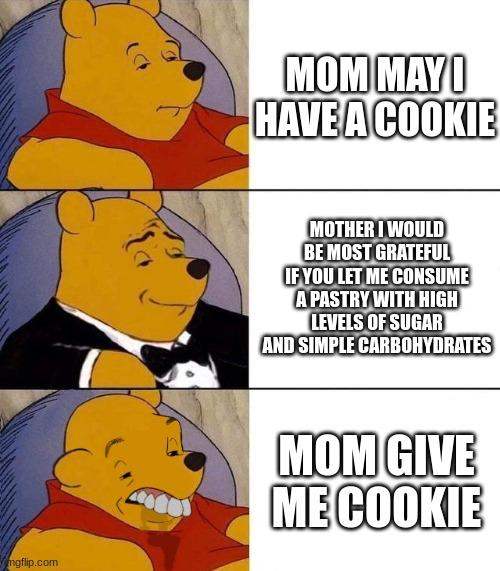 MOM MAY I
HAVE A COOKIE
MOTHER I WOULD
BE MOST GRATEFUL
IF YOU LET ME CONSUME
A PASTRY WITH HIGH
LEVELS OF SUGAR
AND SIMPLE CARBOHYDRATES
MOM GIVE
ME COOKIE
imgflip.com